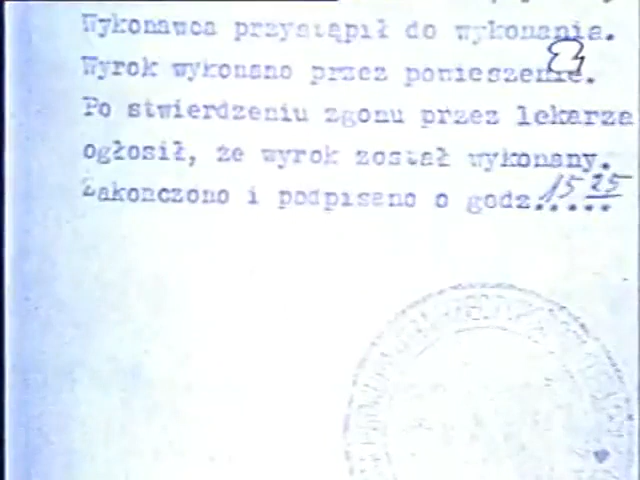 Wykonawca przystąpił do wykonania.
Wyrok wykonano przez powieszenie.
Po stwierdzeniu zgonu przez lekarza
ogłosił, że wyrok został wykonany.
Zakończono i podpisano o godz. 15 25